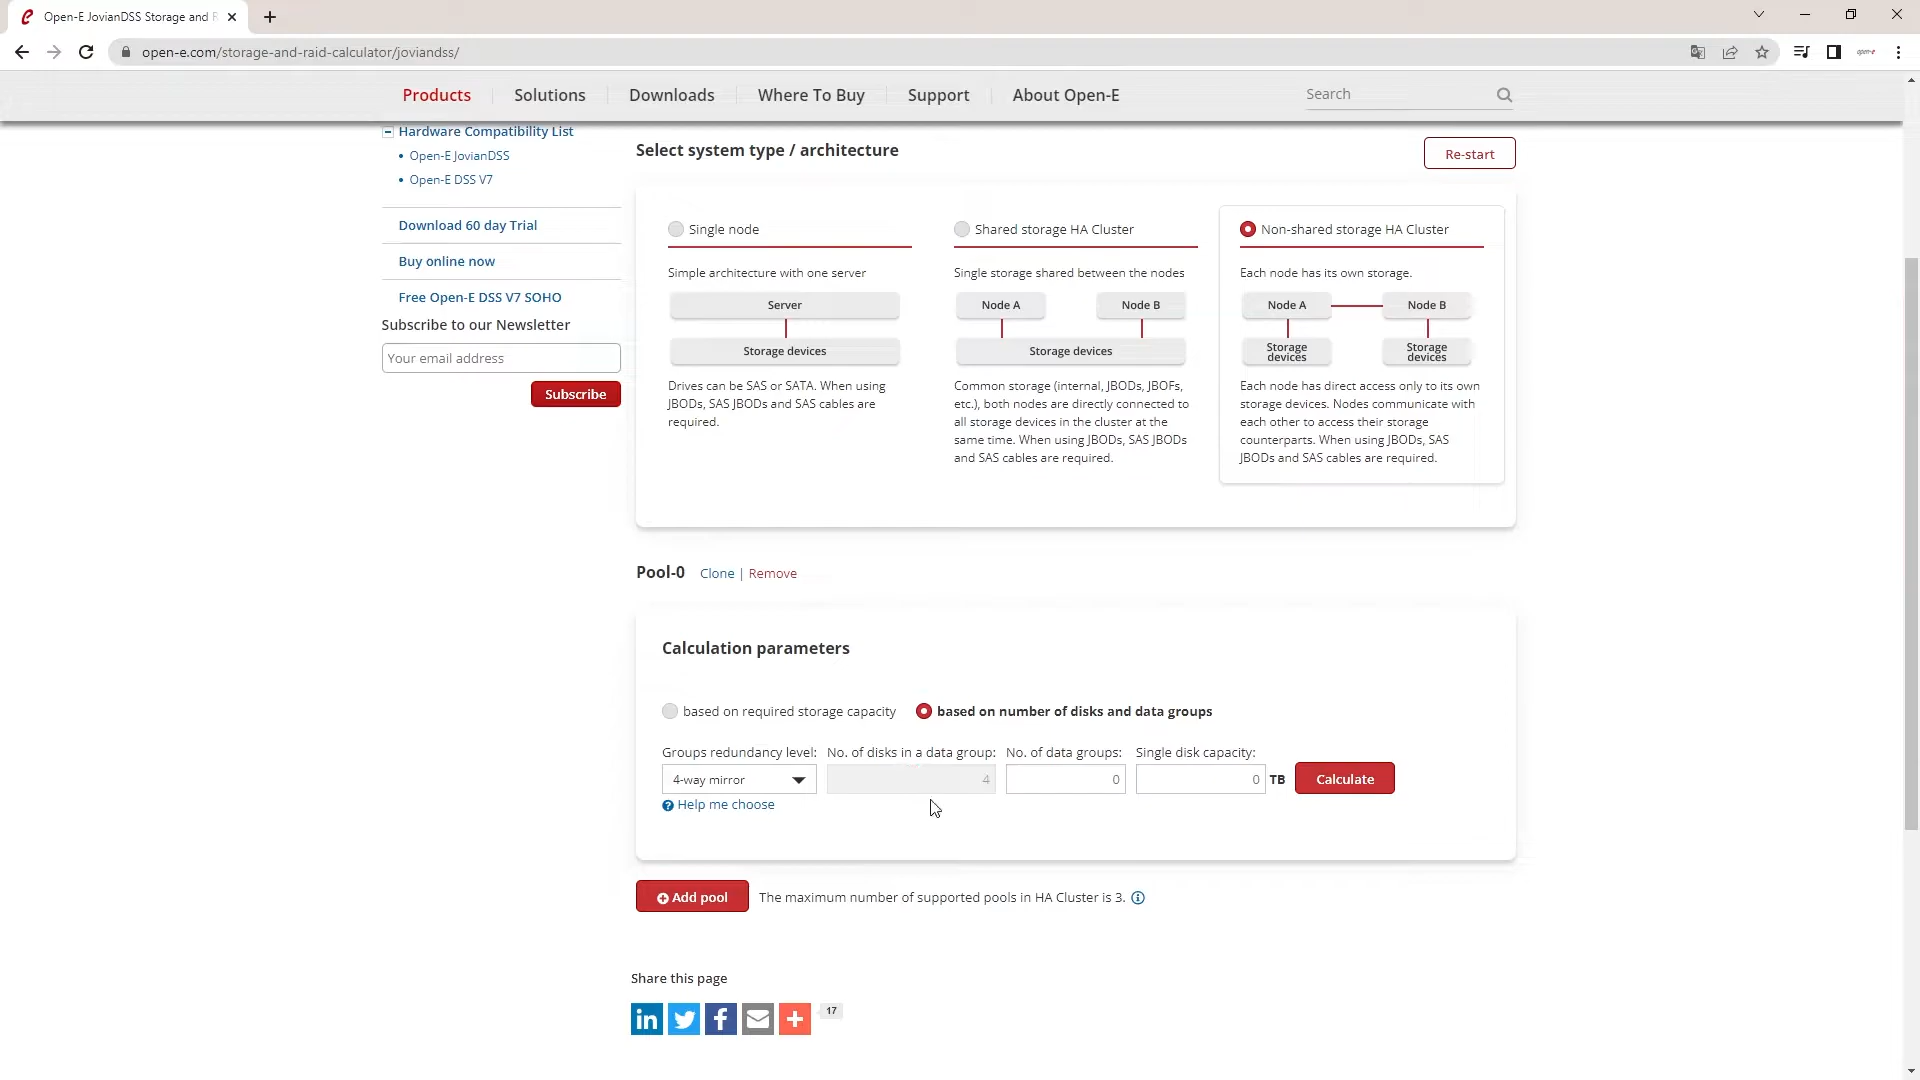 Open-E JovianDSS Storage and R
open-e.com/storage-and-raid-calculator/joviandss/
open-e
Products
Solutions
Downloads
Where To Buy
Support
About Open-E
Search
Hardware Compatibility List
Open-E JovianDSS
Open-E DSS V7
Download 60 day Trial
Buy online now
Free Open-E DSS V7 SOHO
Subscribe to our Newsletter
Your email address
Subscribe
Select system type / architecture
Re-start
Single node
Simple architecture with one server
Server
Storage devices
Drives can be SAS or SATA. When using
JBODs, SAS JBODs and SAS cables are
required.
Shared storage HA Cluster
Single storage shared between the nodes
Node A
Node B
Storage devices
Common storage (internal, JBODs, JBOFs,
etc.), both nodes are directly connected to
all storage devices in the cluster at the
same time. When using JBODs, SAS JBODs
and SAS cables are required.
Non-shared storage HA Cluster
Each node has its own storage.
Node A
Node B
Storage
devices
Storage
devices
Each node has direct access only to its own
storage devices. Nodes communicate with
each other to access their storage
counterparts. When using JBODs, SAS
JBODs and SAS cables are required.
Pool-0 Clone | Remove
Calculation parameters
based on required storage capacity
based on number of disks and data groups
Groups redundancy level:
No. of disks in a data group:
No. of data groups:
Single disk capacity:
4-way mirror
4
0
0
TB
Calculate
? Help me choose
Add pool
The maximum number of supported pools in HA Cluster is 3.
Share this page
17